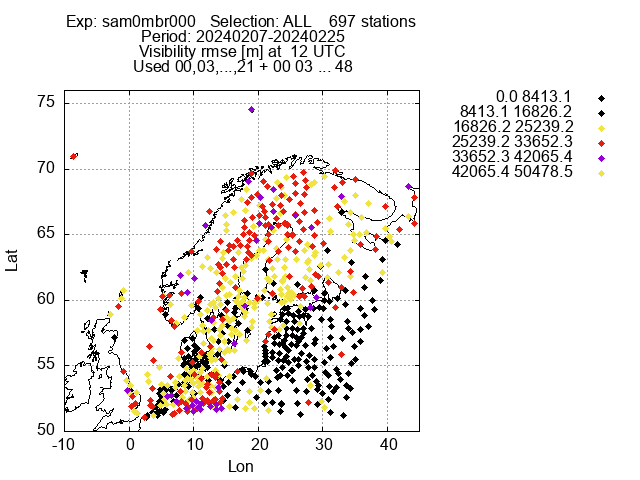 Exp: sam0mbr000 Selection: ALL 697 stations
Period: 20240207-20240225
Visibility rmse [m] at 12 UTC
Used 00,03,...,21 + 00 03 ... 48
0.0 8413.1
8413.1 16826.2
16826.2 25239.2
25239.2 33652.3
33652.3 42065.4
42065.4 50478.5
75
70
65
60
55
50
Lat
-10 0 10 20 30 40
Lon